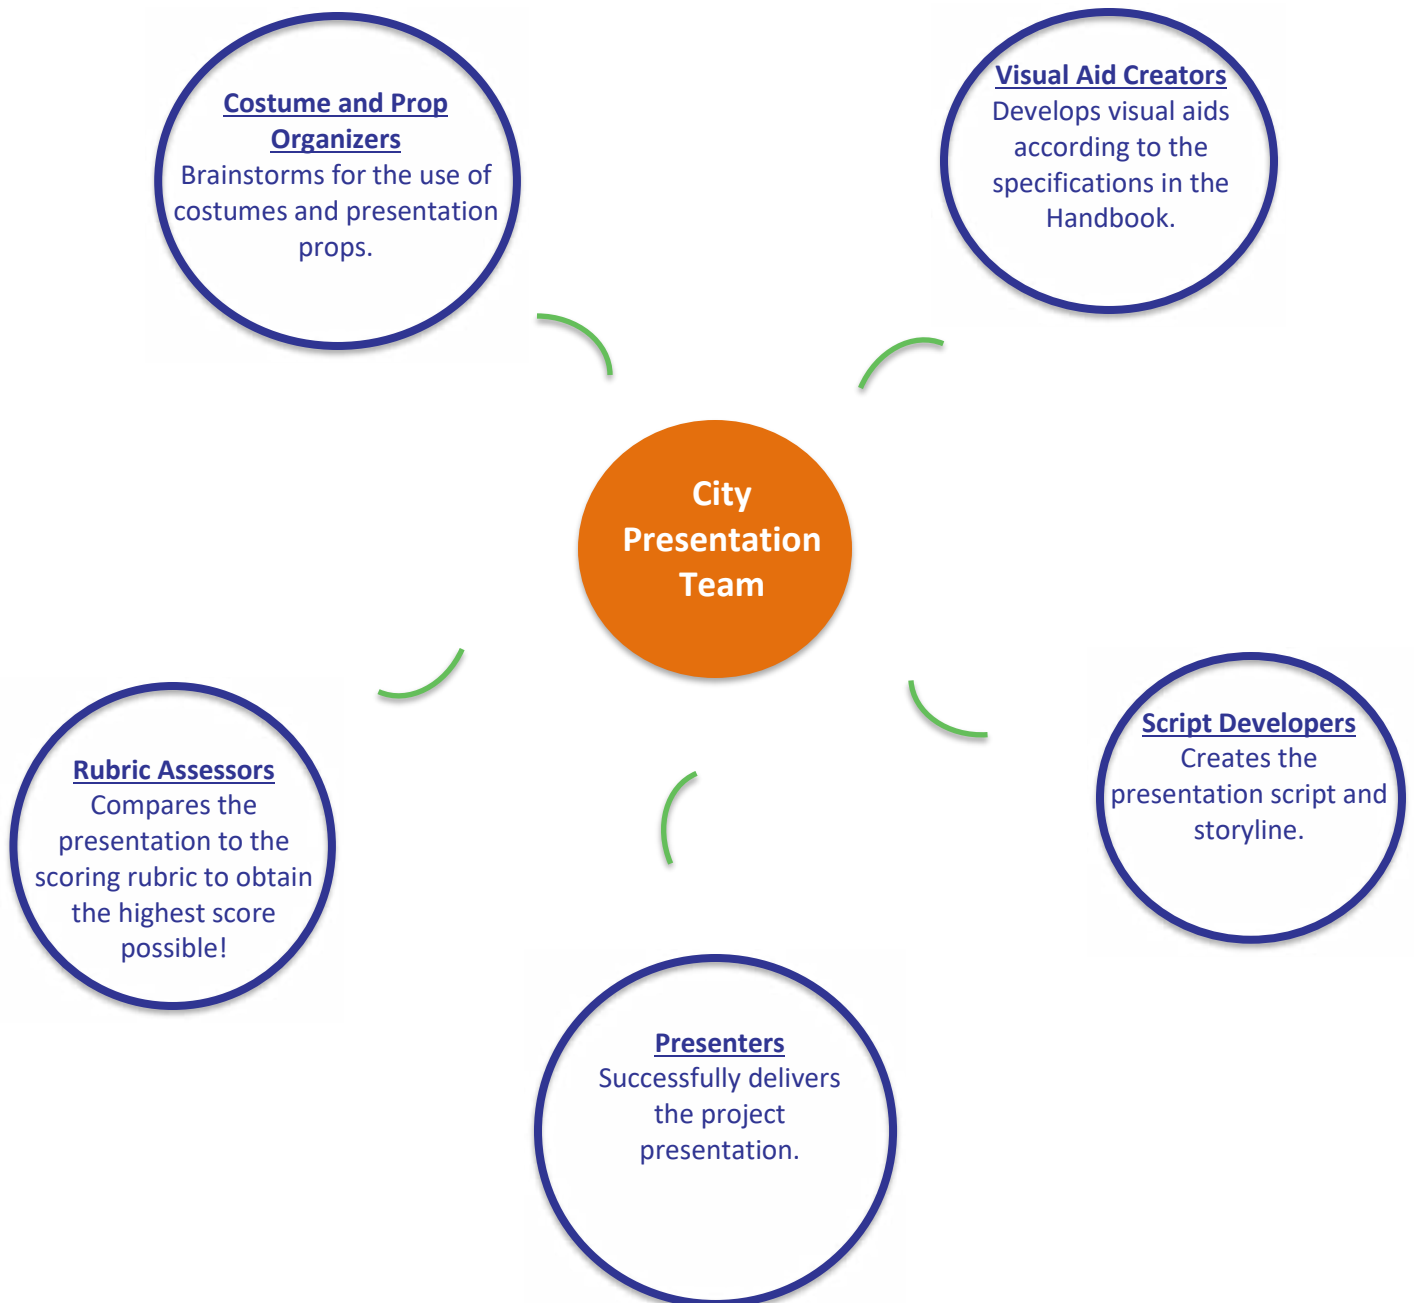 Costume and Prop
Organizers
Brainstorms for the use of
costumes and presentation
props.
Visual Aid Creators
Develops visual aids
according to the
specifications in the
Handbook.
City
Presentation
Team
Rubric Assessors
Compares the
presentation to the
scoring rubric to obtain
the highest score
possible!
Script Developers
Creates the
presentation script and
storyline.
Presenters
Successfully delivers
the project
presentation.